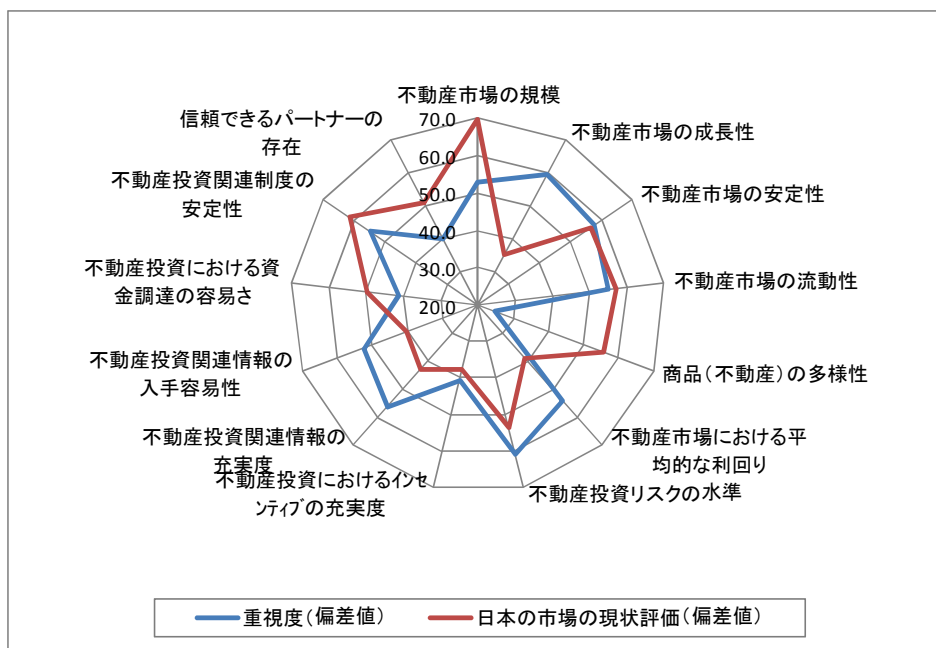 不動産市場の規模
70.0
60.0
50.0
40.0
30.0
20.0
不動産市場の成長性
不動産市場の安定性
不動産市場の流動性
商品(不動産)の多様性
不動産市場における平
均的な利回り
不動産投資リスクの水準
不動産投資におけるインセ
ンティブの充実度
不動産投資関連情報の
充実度
不動産投資関連情報の
入手容易性
不動産投資における資
金調達の容易さ
不動産投資関連制度の
安定性
信頼できるパートナーの
存在
重視度(偏差値)
日本の市場の現状評価(偏差値)